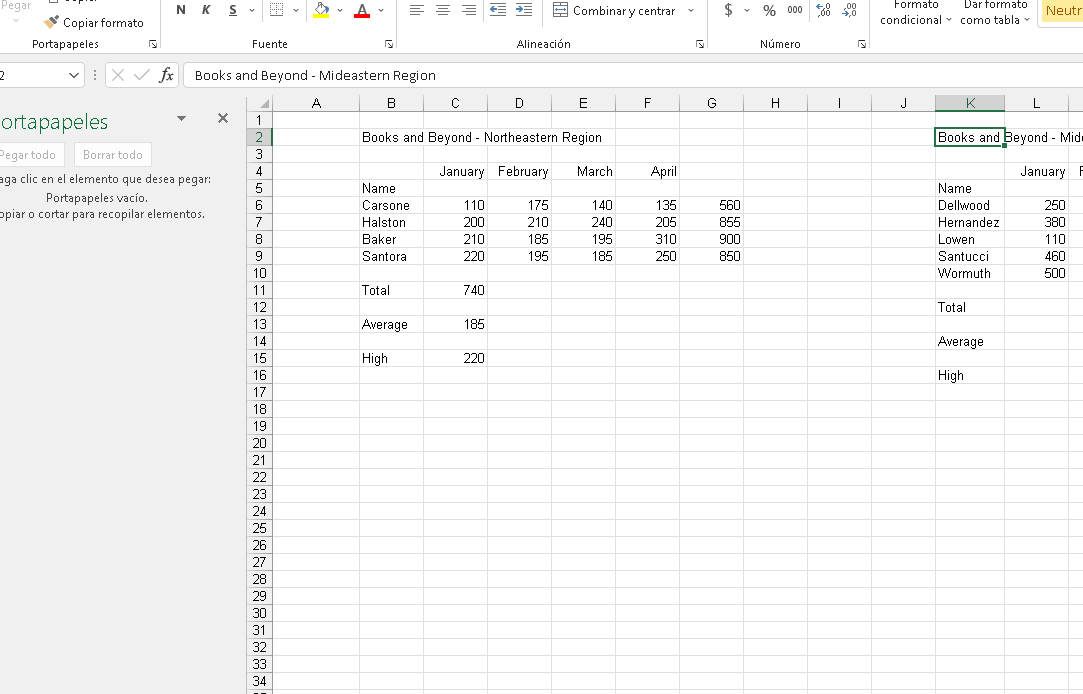 Pegar
Copiar formato
N K S
A
Combinar y centrar
$ % 000
Formato condicional
Dar formato como tabla
Neutr
Portapapeles
Fuente
Alineación
Número
2
fx
Books and Beyond - Mideastern Region
ortapapeles
Pegar todo
Borrar todo
aga clic en el elemento que desea pegar:
Portapapeles vacío.
opiar o cortar para recopilar elementos.
A B C D E F G H I J K L
1
2 Books and Beyond - Northeastern Region Books and Beyond - Mid
3
4 January February March April January F
5 Name Name
6 Carsone 110 175 140 135 560 Dellwood 250
7 Halston 200 210 240 205 855 Hernandez 380
8 Baker 210 185 195 310 900 Lowen 110
9 Santora 220 195 185 250 850 Santucci 460
10 Wormuth 500
11 Total 740
12 Total
13 Average 185
14 Average
15 High 220
16 High
17
18
19
20
21
22
23
24
25
26
27
28
29
30
31
32
33
34